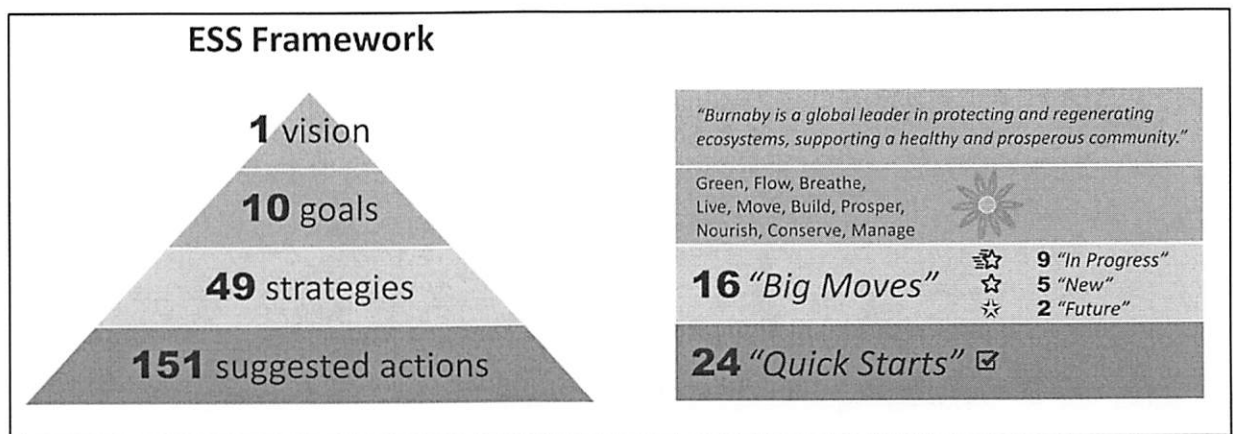 ESS Framework
1 vision
10 goals
49 strategies
151 suggested actions
"Burnaby is a global leader in protecting and regenerating
ecosystems, supporting a healthy and prosperous community."
Green, Flow, Breathe,
Live, Move, Build, Prosper,
Nourish, Conserve, Manage
16 "Big Moves"
9 "In Progress"
5 "New"
2 "Future"
24 "Quick Starts"